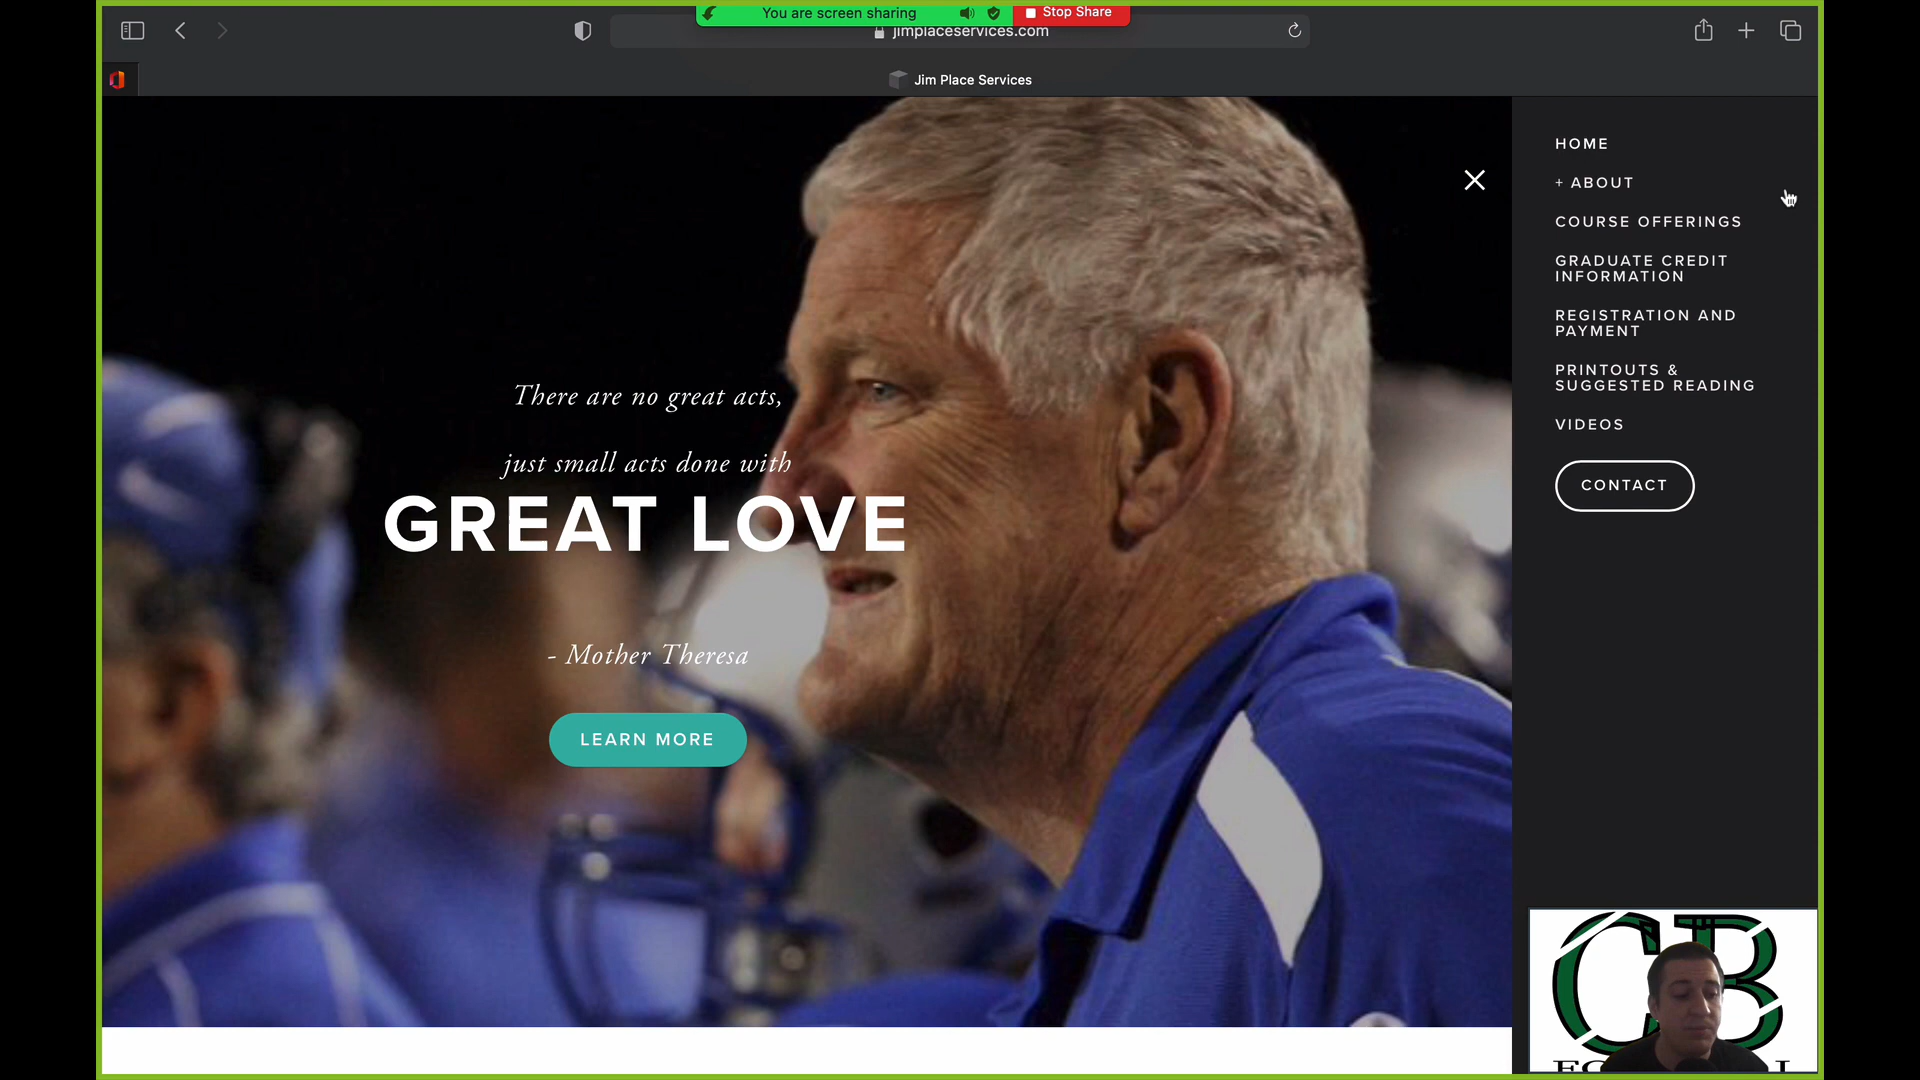 You are screen sharing
Stop Share
jimplaceservices.com
Jim Place Services
HOME
+ ABOUT
COURSE OFFERINGS
GRADUATE CREDIT
INFORMATION
REGISTRATION AND
PAYMENT
PRINTOUTS &
SUGGESTED READING
VIDEOS
CONTACT
There are no great acts,
just small acts done with
GREAT LOVE
- Mother Theresa
LEARN MORE
CB